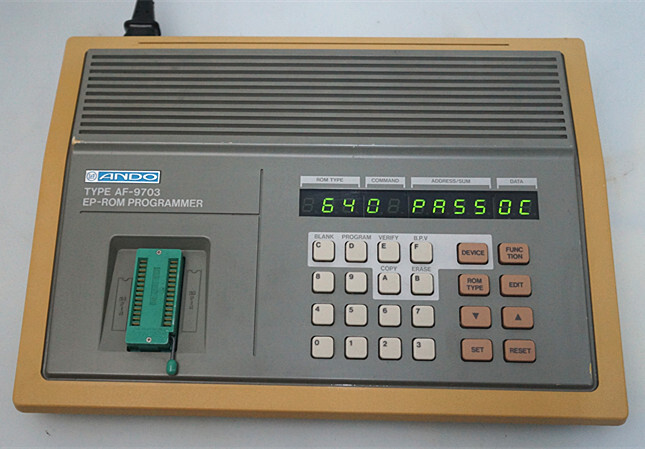 ANDO
TYPE AF-9703
EP-ROM PROGRAMMER
ROM TYPE COMMAND ADDRESS/SUM DATA
640. PASS 0C
BLANK PROGRAM VERIFY B.P.V
C D E F DEVICE FUNCTION
COPY ERASE
8 9 A B ROM TYPE EDIT
4 5 6 7 ▼ ▲
0 1 2 3 SET RESET